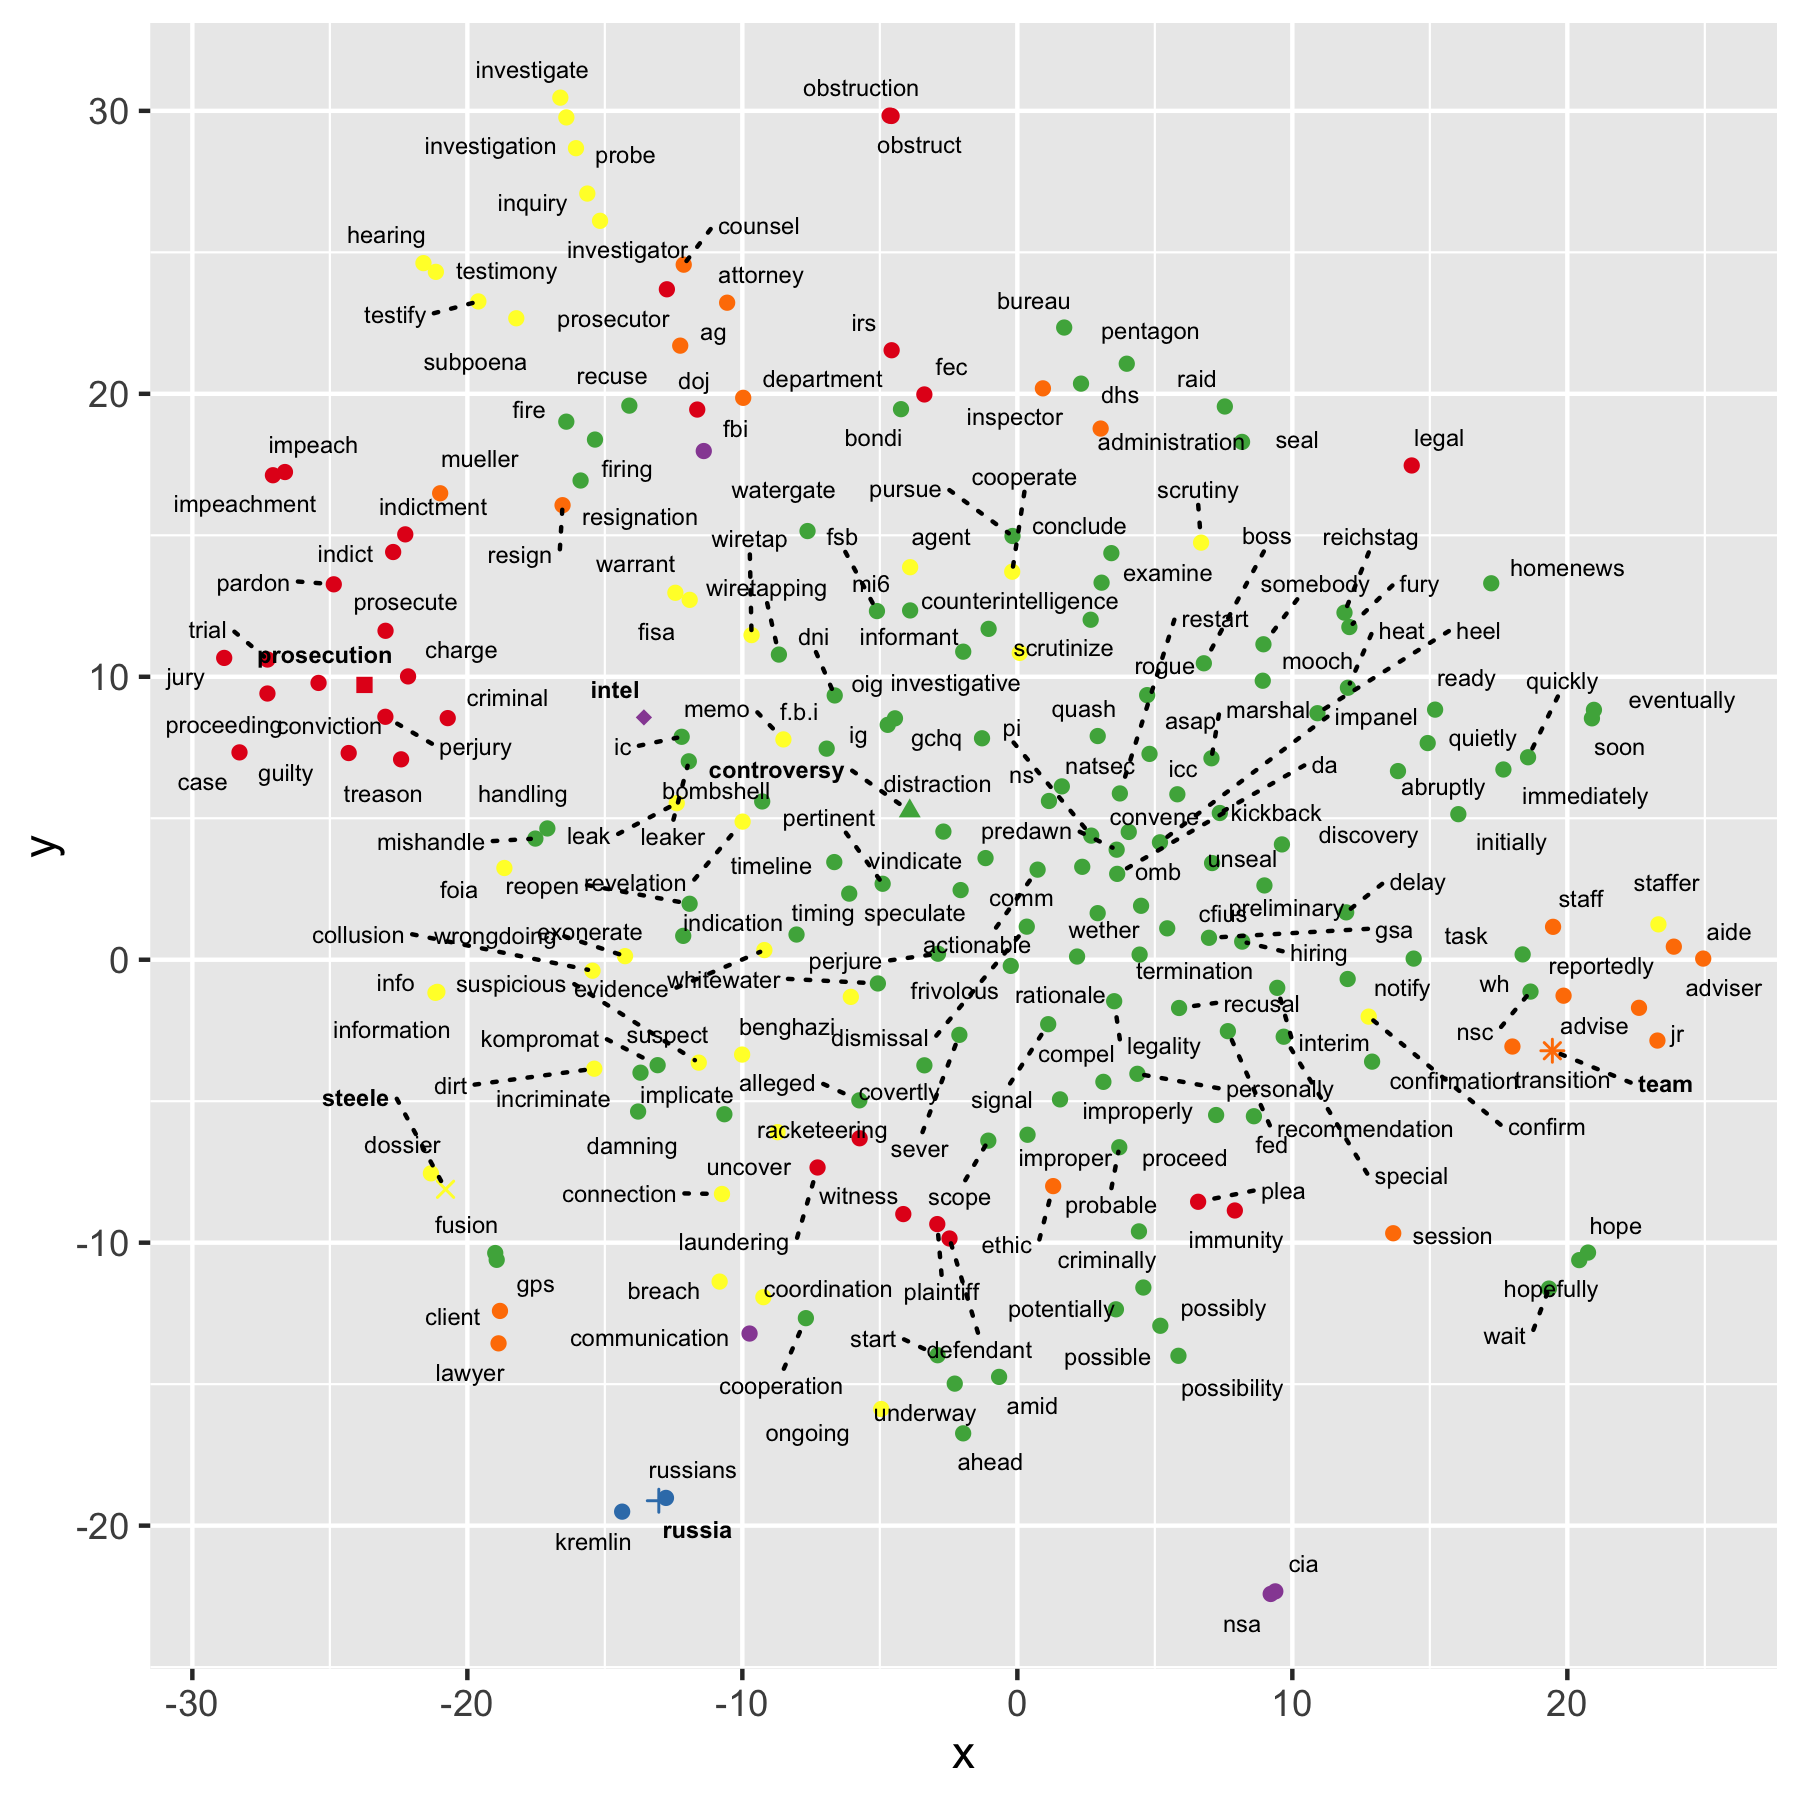 investigate
obstruction
30
investigation
probe
obstruct
inquiry
counsel
hearing
investigator
testimony
attorney
testify
prosecutor
ag
irs
bureau
pentagon
subpoena
recuse
doj
department
fec
raid
20
fire
dhs
inspector
fbi
bondi
administration
seal
legal
impeach
mueller
firing
cooperate
impeachment
indictment
watergate
pursue
scrutiny
resignation
conclude
indict
resign
wiretap
fsb
agent
boss
reichstag
warrant
examine
homenews
pardon
wiretapping
mi6
somebody
fury
prosecute
counterintelligence
trial
fisa
dni
informant
restart
heat
heel
prosecution
charge
scrutinize
rogue
mooch
10
jury
intel
oig
investigative
ready
quickly
criminal
memo
f.b.i
quash
asap
marshal
impanel
eventually
proceeding
conviction
perjury
ic
ig
gchq
pi
quietly
soon
case
guilty
controversy
ns
natsec
icc
da
treason
handling
bombshell
distraction
abruptly
immediately
mishandle
leak
leaker
pertinent
predawn
convene
kickback
discovery
initially
y
timeline
vindicate
unseal
foia
reopen
revelation
omb
delay
staffer
comm
staff
indication
timing
speculate
cfius
preliminary
collusion
wrongdoing
exonerate
wether
gsa
task
aide
0
actionable
perjure
hiring
reportedly
info
suspicious
evidence
whitewater
termination
wh
adviser
frivolous
rationale
notify
information
benghazi
recusal
kompromat
suspect
dismissal
nsc
advise
jr
compel
legality
interim
dirt
alleged
confirmation
transition
team
steele
incriminate
implicate
covertly
signal
personally
improperly
dossier
damning
racketeering
sever
recommendation
confirm
fed
uncover
improper
proceed
special
connection
witness
scope
plea
probable
fusion
hope
-10
laundering
ethic
immunity
session
criminally
gps
breach
coordination
plaintiff
hopefully
client
potentially
possibly
communication
start
defendant
wait
lawyer
possible
cooperation
possibility
underway
amid
ongoing
ahead
russians
-20
russia
kremlin
cia
nsa
-30
-20
-10
0
10
20
x